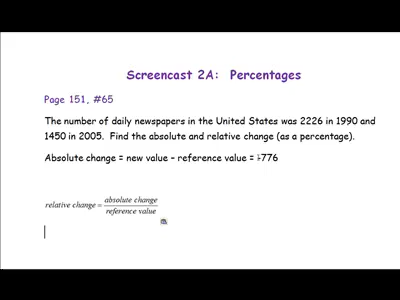 Screencast 2A: Percentages
Page 151, #65
The number of daily newspapers in the United States was 2226 in 1990 and
1450 in 2005. Find the absolute and relative change (as a percentage).
Absolute change = new value – reference value = -776
relative change = absolute change / reference value